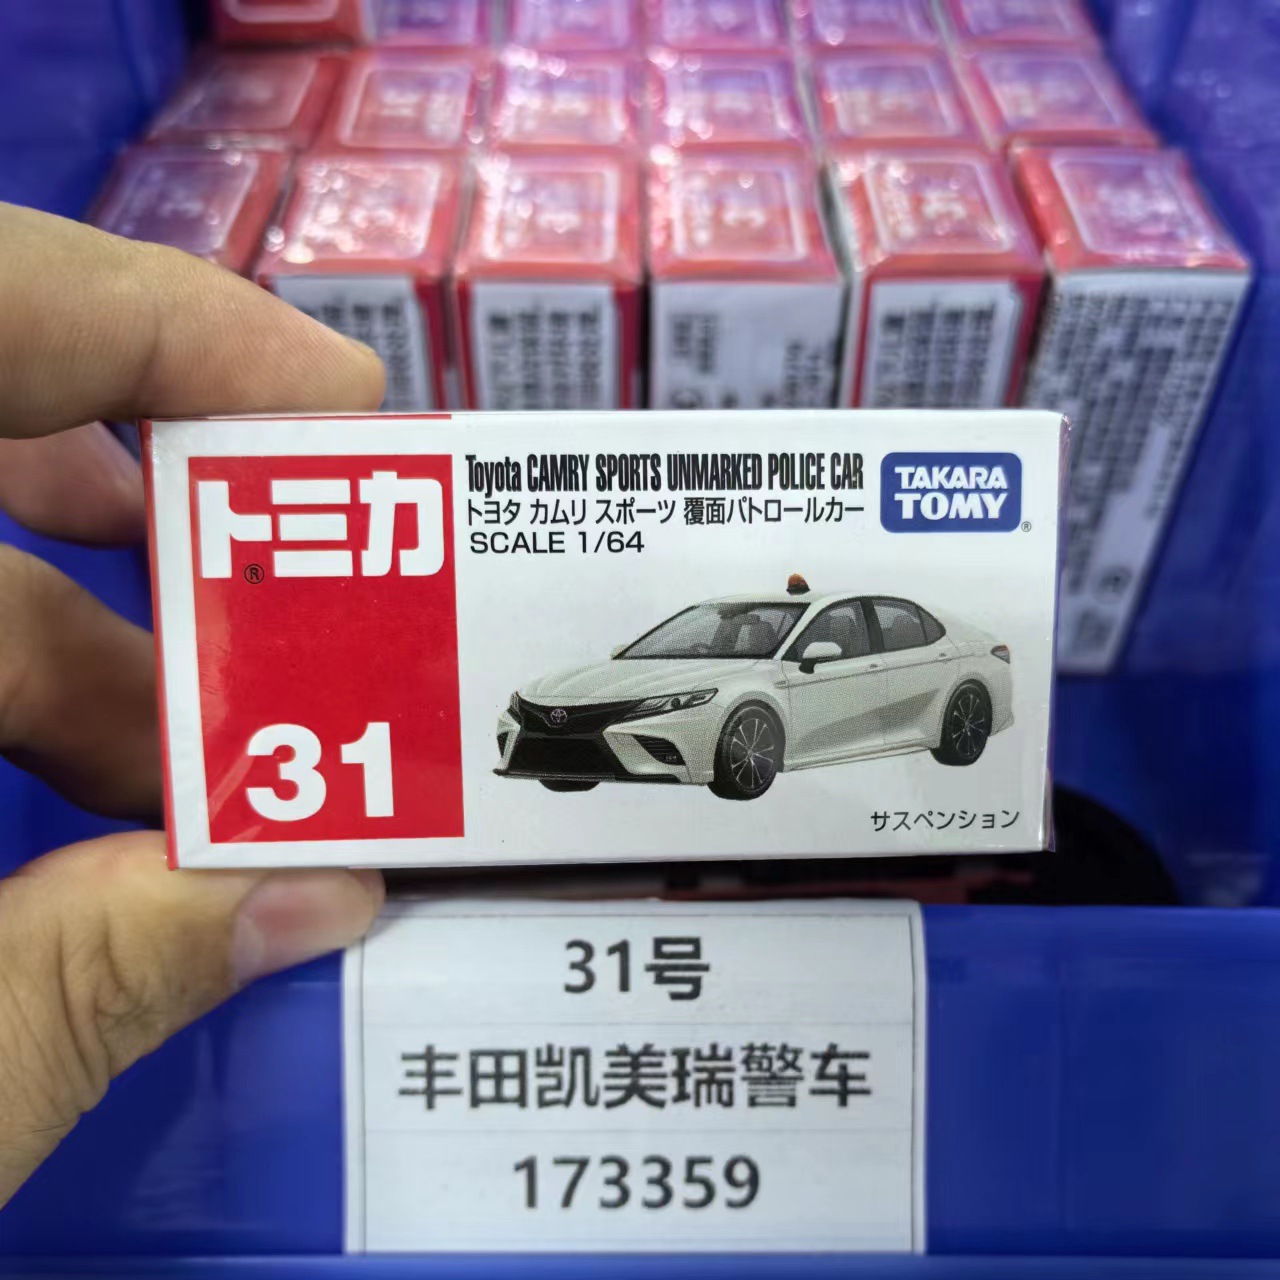 トミカ®
31
Toyota CAMRY SPORTS UNMARKED POLICE CAR
トヨタ カムリ スポーツ 覆面パトロールカー
SCALE 1/64
TAKARA
TOMY®
サスペンション
31号
丰田凯美瑞警车
173359